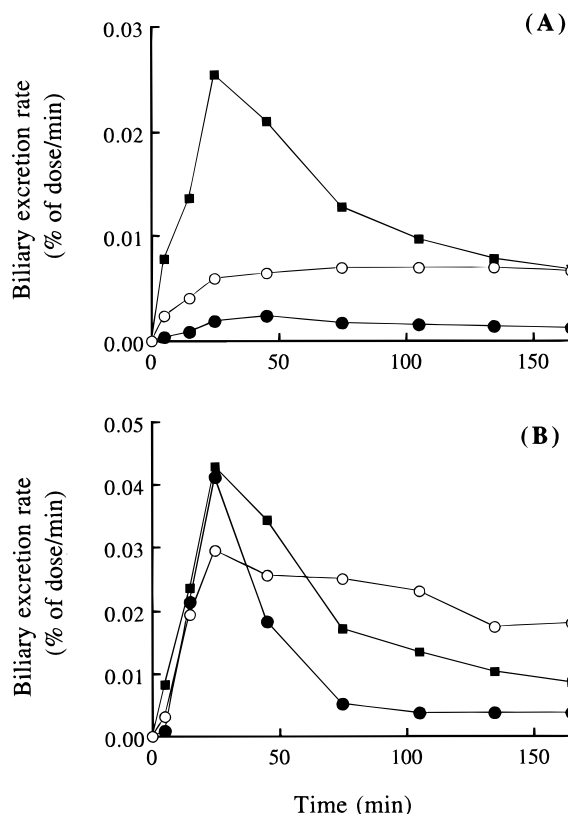 (A)
Biliary excretion rate
(% of dose/min)
0.03
0.02
0.01
0.00
0 50 100 150
(B)
Biliary excretion rate
(% of dose/min)
0.05
0.04
0.03
0.02
0.01
0.00
0 50 100 150
Time (min)